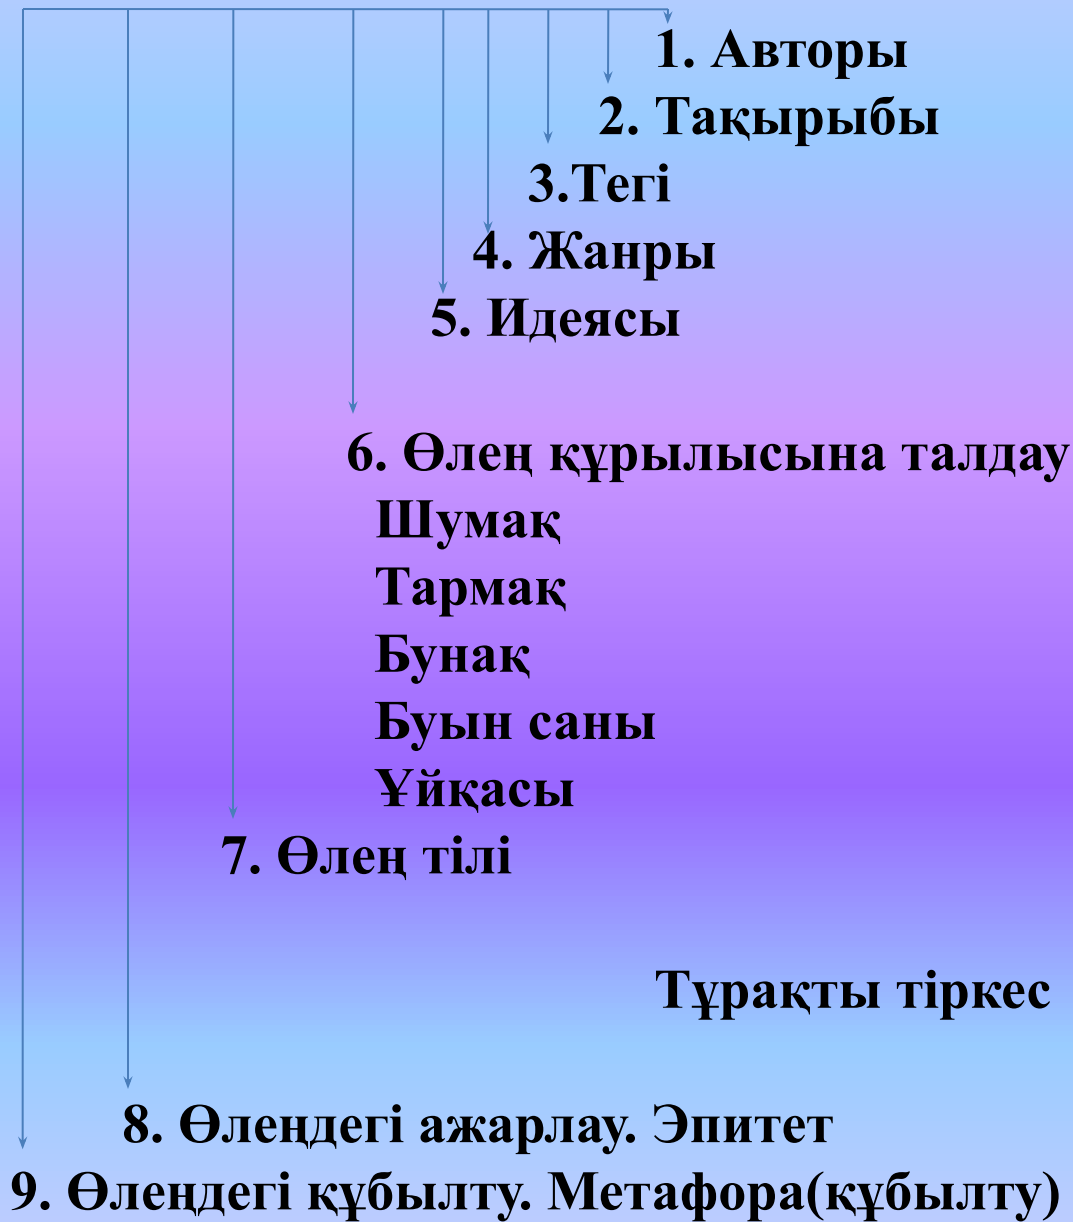 1. Авторы
2. Тақырыбы
3.Тегі
4. Жанры
5. Идеясы
6. Өлең құрылысына талдау
Шумақ
Тармақ
Бунақ
Буын саны
Ұйқасы
7. Өлең тілі
Тұрақты тіркес
8. Өлеңдегі ажарлау. Эпитет
9. Өлеңдегі құбылту. Метафора(құбылту)